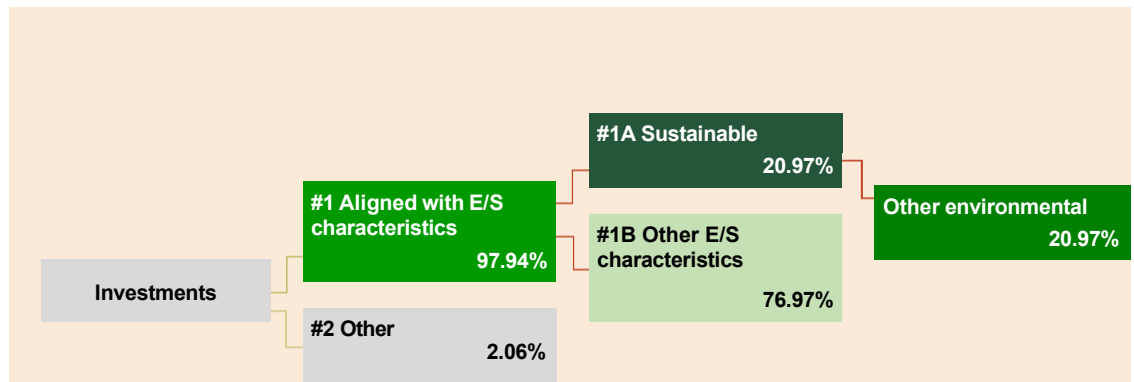 Investments
#1 Aligned with E/S
characteristics
97.94%
#2 Other
2.06%
#1A Sustainable
20.97%
#1B Other E/S
characteristics
76.97%
Other environmental
20.97%